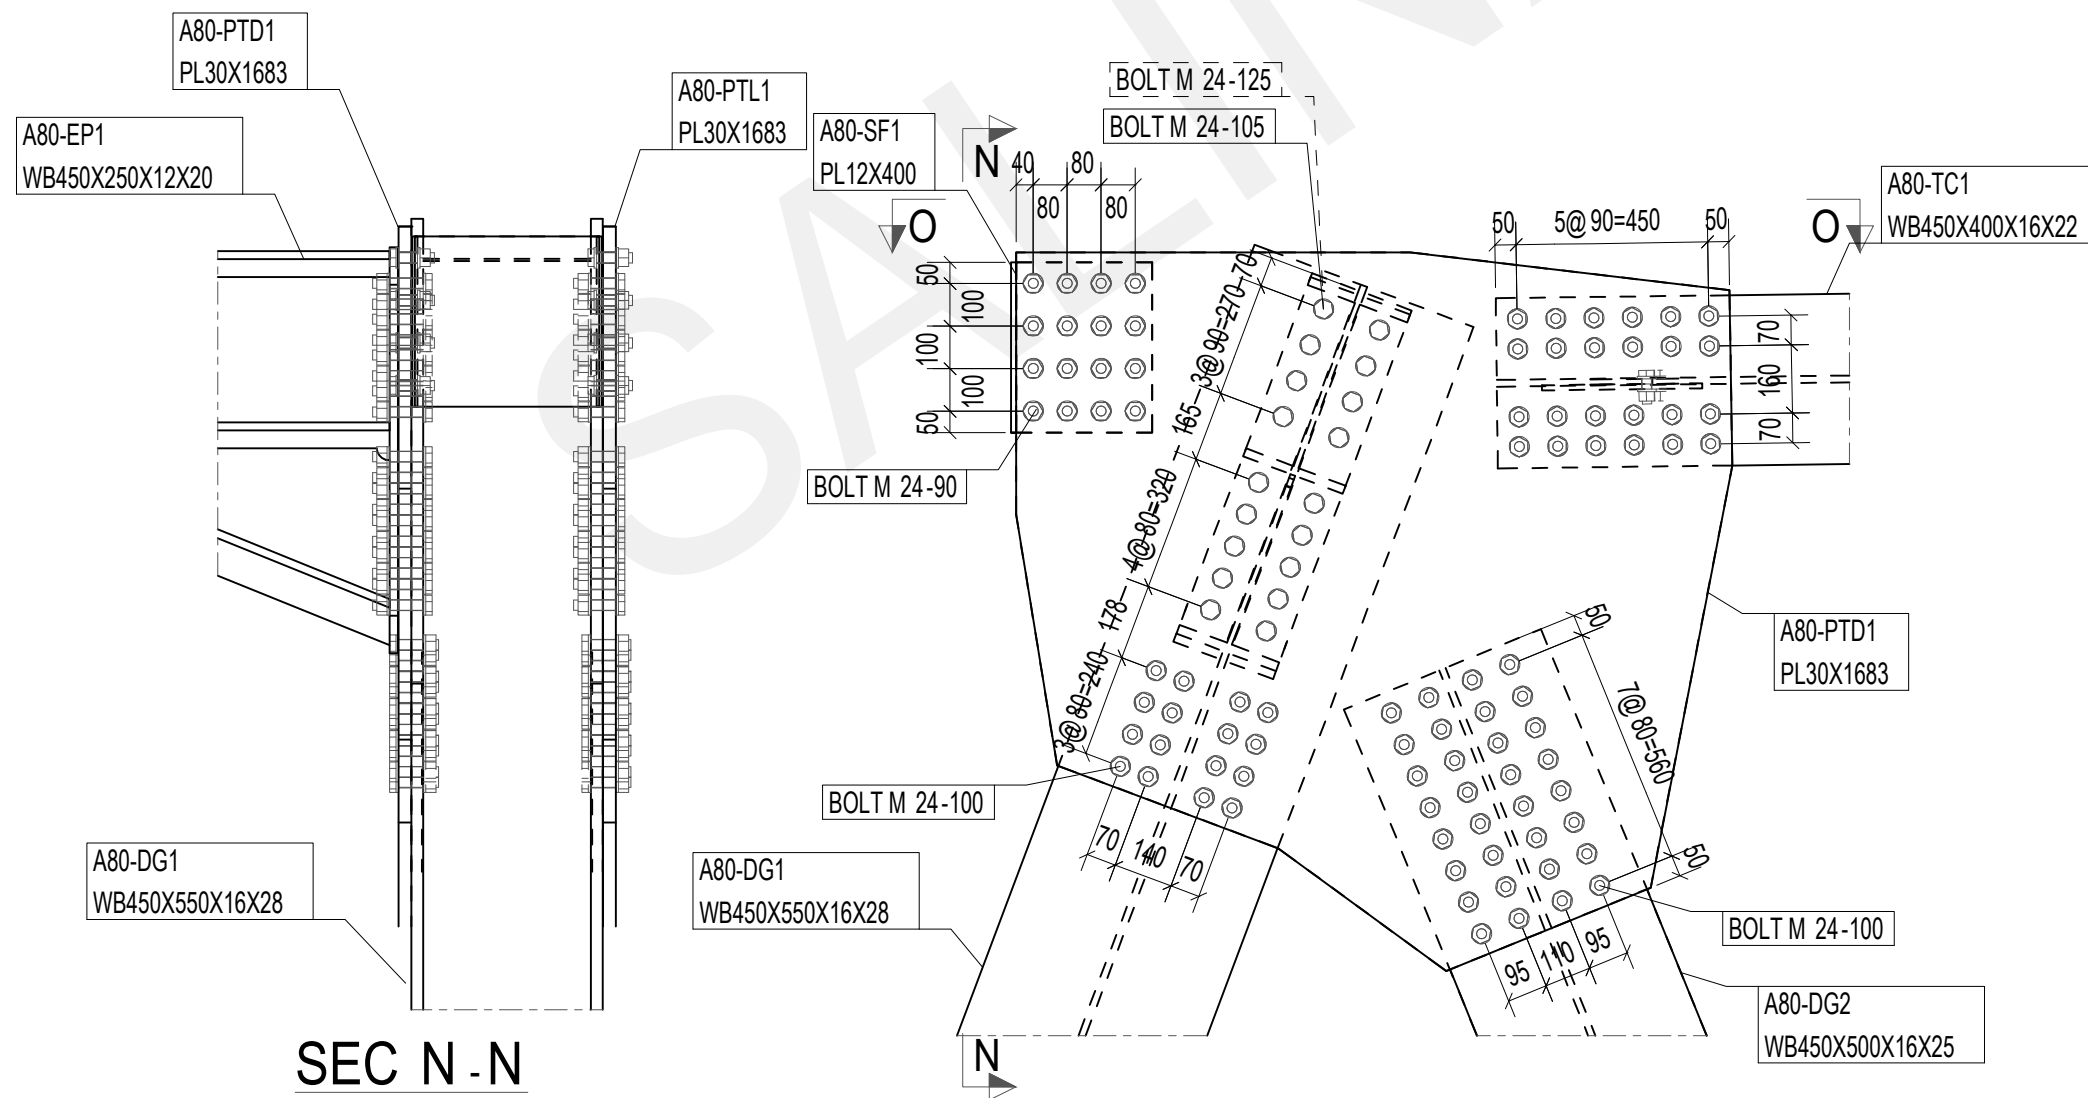 A80-PTD1
PL30X1683
A80-EP1
WB450X250X12X20
A80-PTL1
PL30X1683
A80-DG1
WB450X550X16X28
SEC N-N
BOLT M 24-125
BOLT M 24-105
A80-SF1
PL12X400
N
O
40
80
80
80
50
100
100
100
50
BOLT M 24-90
70
3@90=270
165
4@80=320
178
3@80=240
BOLT M 24-100
70
140
70
A80-DG1
WB450X550X16X28
N
50
5@90=450
50
O
A80-TC1
WB450X400X16X22
70
160
70
A80-PTD1
PL30X1683
50
7@80=560
50
BOLT M 24-100
95
110
95
A80-DG2
WB450X500X16X25
SALIN